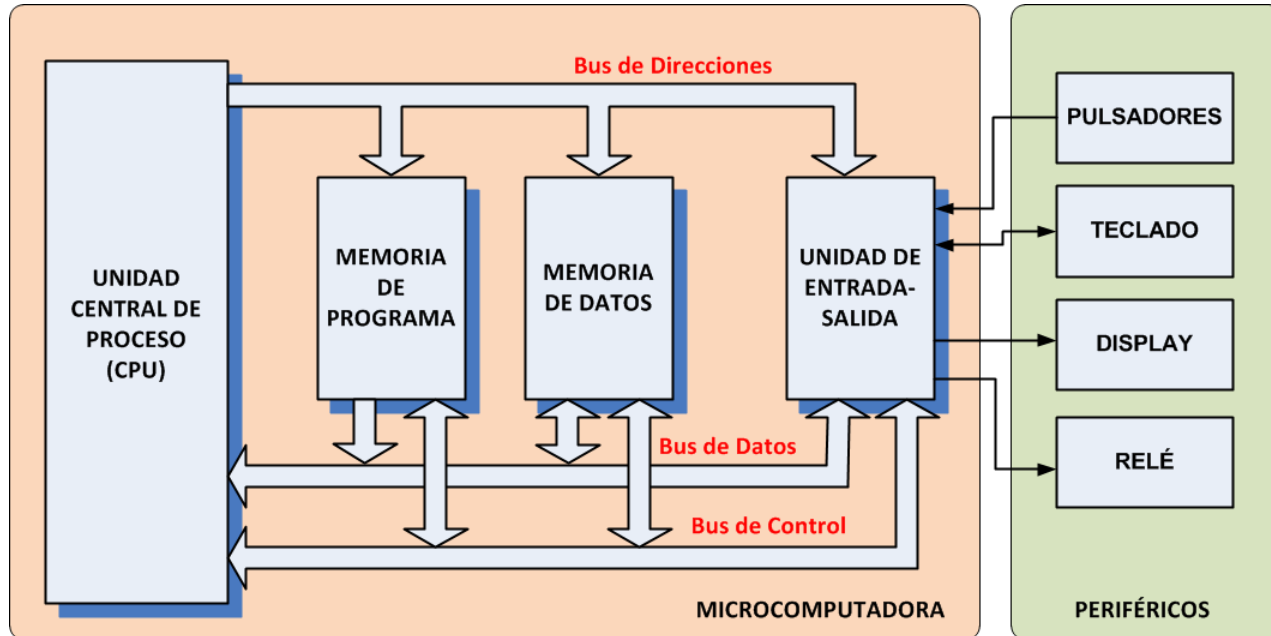 Bus de Direcciones
UNIDAD
CENTRAL DE
PROCESO
(CPU)
MEMORIA
DE
PROGRAMA
MEMORIA
DE DATOS
UNIDAD DE
ENTRADA-
SALIDA
Bus de Datos
Bus de Control
MICROCOMPUTADORA
PULSADORES
TECLADO
DISPLAY
RELÉ
PERIFÉRICOS